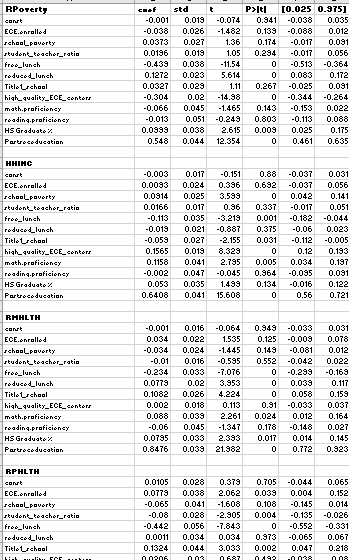 RPoverty coef std t P>|t| [0.025 0.975]
const -0.001 0.019 -0.074 0.941 -0.038 0.035
ECE.enrolled -0.038 0.026 -1.482 0.139 -0.088 0.012
school_poverty 0.0373 0.027 1.36 0.174 -0.017 0.091
student_teacher_ratio 0.0196 0.019 1.05 0.294 -0.017 0.056
free_lunch -0.439 0.038 -11.54 0 -0.513 -0.364
reduced_lunch 0.1272 0.023 5.614 0 0.083 0.172
Title1_school 0.0327 0.029 1.11 0.267 -0.025 0.091
high_quality_ECE_centers -0.304 0.02 -14.98 0 -0.344 -0.264
math.proficiency -0.066 0.045 -1.465 0.143 -0.153 0.022
reading.proficiency -0.013 0.051 -0.249 0.803 -0.113 0.088
HS Graduate% 0.0999 0.038 2.615 0.009 0.025 0.175
Postseceducation 0.548 0.044 12.354 0 0.461 0.635
HHINC
const -0.003 0.017 -0.151 0.88 -0.037 0.031
ECE.enrolled 0.0093 0.024 0.396 0.692 -0.037 0.056
school_poverty 0.0914 0.025 3.599 0 0.042 0.141
student_teacher_ratio 0.0166 0.017 0.96 0.337 -0.017 0.051
free_lunch -0.113 0.035 -3.219 0.001 -0.182 -0.044
reduced_lunch -0.019 0.021 -0.887 0.375 -0.06 0.023
Title1_school -0.059 0.027 -2.155 0.031 -0.112 -0.005
high_quality_ECE_centers 0.1565 0.019 8.329 0 0.12 0.193
math.proficiency 0.1158 0.041 2.795 0.005 0.034 0.197
reading.proficiency -0.002 0.047 -0.045 0.964 -0.095 0.091
HS Graduate% 0.053 0.035 1.499 0.134 -0.016 0.122
Postseceducation 0.6408 0.041 15.608 0 0.56 0.721
RMHLTH
const -0.001 0.016 -0.064 0.949 -0.033 0.031
ECE.enrolled 0.034 0.022 1.535 0.125 -0.009 0.078
school_poverty -0.034 0.024 -1.445 0.149 -0.081 0.012
student_teacher_ratio -0.01 0.016 -0.595 0.552 -0.042 0.022
free_lunch -0.234 0.033 -7.076 0 -0.299 -0.169
reduced_lunch 0.0779 0.02 3.953 0 0.039 0.117
Title1_school 0.1082 0.026 4.224 0 0.058 0.159
high_quality_ECE_centers 0.002 0.018 0.113 0.91 -0.033 0.037
math.proficiency 0.088 0.039 2.261 0.024 0.012 0.164
reading.proficiency -0.06 0.045 -1.347 0.178 -0.148 0.027
HS Graduate% 0.0795 0.033 2.393 0.017 0.014 0.145
Postseceducation 0.8476 0.039 21.982 0 0.772 0.923
RPHLTH
const 0.0105 0.028 0.379 0.705 -0.044 0.065
ECE.enrolled 0.0779 0.038 2.062 0.039 0.004 0.152
school_poverty -0.065 0.041 -1.608 0.108 -0.145 0.014
student_teacher_ratio -0.08 0.028 -2.905 0.004 -0.135 -0.026
free_lunch -0.442 0.056 -7.843 0 -0.552 -0.331
reduced_lunch 0.0011 0.034 0.034 0.973 -0.065 0.067
Title1_school 0.1324 0.044 3.033 0.002 0.047 0.218